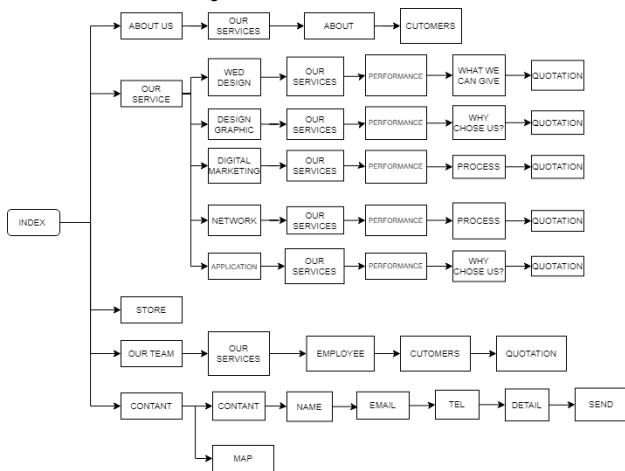 ABOUT US
OUR
SERVICES
ABOUT
CUTOMERS
OUR
SERVICE
WED
DESIGN
OUR
SERVICES
PERFORMANCE
WHAT WE
CAN GIVE
QUOTATION
DESIGN
GRAPHIC
OUR
SERVICES
PERFORMANCE
WHY
CHOSE US?
QUOTATION
DIGITAL
MARKETING
OUR
SERVICES
PERFORMANCE
PROCESS
QUOTATION
INDEX
NETWORK
OUR
SERVICES
PERFORMANCE
PROCESS
QUOTATION
APPLICATION
OUR
SERVICES
PERFORMANCE
WHY
CHOSE US?
QUOTATION
STORE
OUR TEAM
OUR
SERVICES
EMPLOYEE
CUTOMERS
QUOTATION
CONTANT
CONTANT
NAME
EMAIL
TEL
DETAIL
SEND
MAP